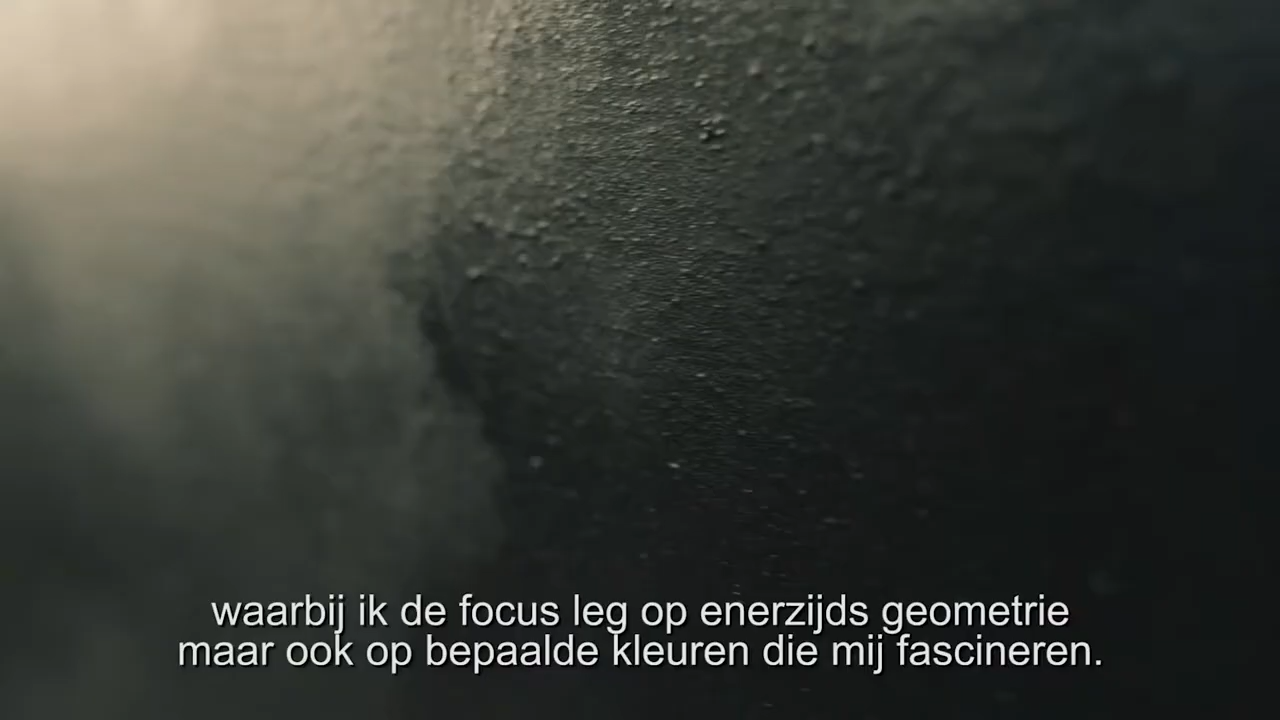 waarbij ik de focus leg op enerzijds geometrie
maar ook op bepaalde kleuren die mij fascineren.